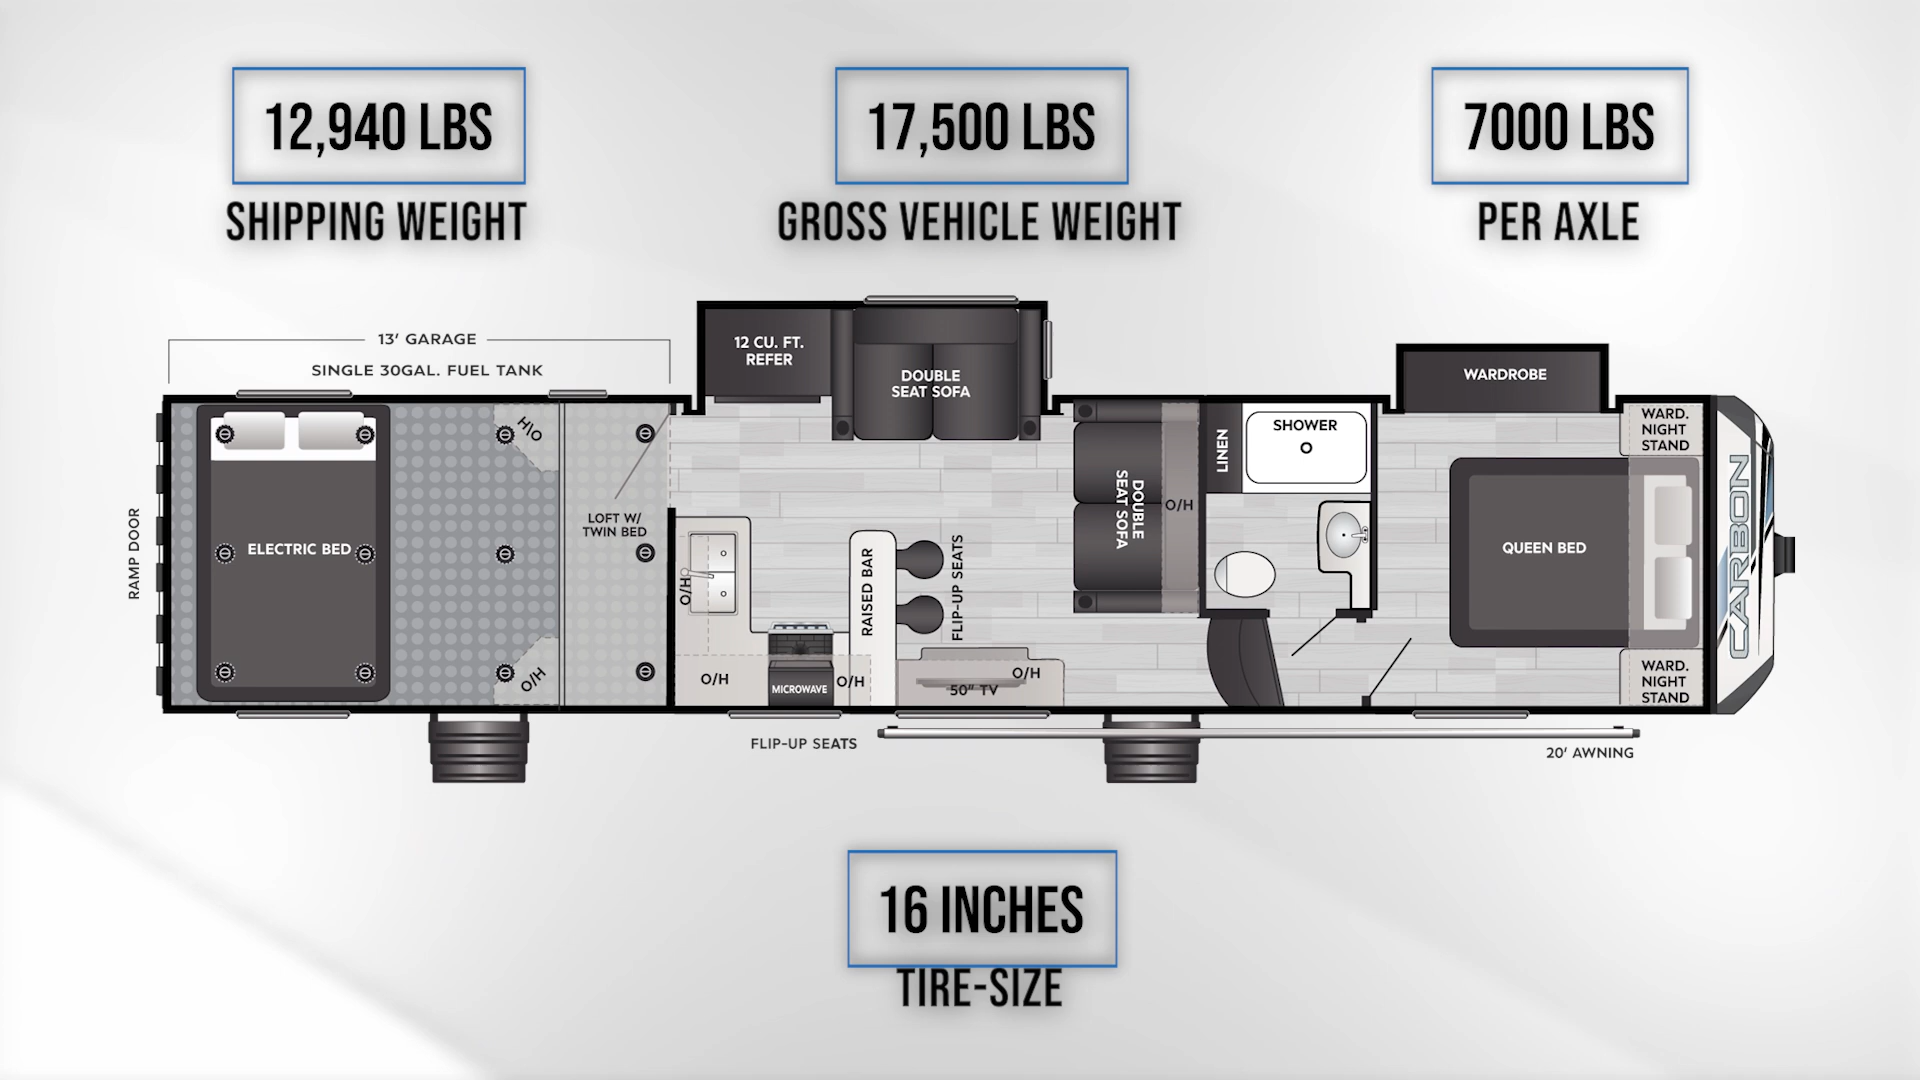 12,940 LBS
SHIPPING WEIGHT
17,500 LBS
GROSS VEHICLE WEIGHT
7000 LBS
PER AXLE
13' GARAGE
SINGLE 30GAL. FUEL TANK
RAMP DOOR
ELECTRIC BED
O/H
O/H
LOFT W/
TWIN BED
12 CU. FT.
REFER
DOUBLE
SEAT SOFA
O/H
O/H
MICROWAVE
O/H
RAISED BAR
FLIP-UP SEATS
50" TV
O/H
DOUBLE
SEAT SOFA
O/H
LINEN
SHOWER
WARDROBE
WARD.
NIGHT
STAND
QUEEN BED
WARD.
NIGHT
STAND
CARBON
FLIP-UP SEATS
20' AWNING
16 INCHES
TIRE-SIZE